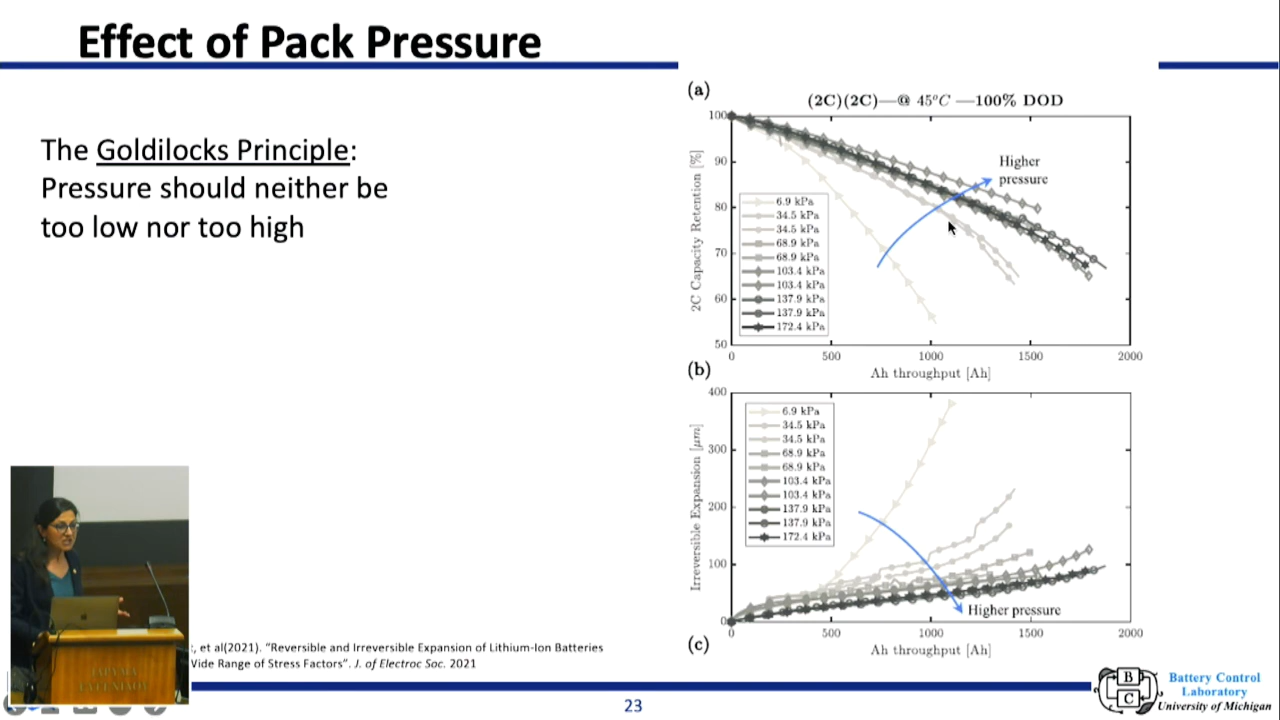 Effect of Pack Pressure
The Goldilocks Principle:
Pressure should neither be
too low nor too high
(a)
(2C)(2C)—@ 45°C —100% DOD
100
90
80
70
60
50
2C Capacity Retention [%]
Higher
pressure
6.9 kPa
34.5 kPa
34.5 kPa
68.9 kPa
68.9 kPa
103.4 kPa
103.4 kPa
137.9 kPa
137.9 kPa
172.4 kPa
0
500
1000
1500
2000
Ah throughput [Ah]
(b)
400
300
200
100
0
Irreversible Expansion [μm]
6.9 kPa
34.5 kPa
34.5 kPa
68.9 kPa
68.9 kPa
103.4 kPa
103.4 kPa
137.9 kPa
137.9 kPa
172.4 kPa
Higher pressure
0
500
1000
1500
2000
Ah throughput [Ah]
(c)
, et al(2021). "Reversible and Irreversible Expansion of Lithium-Ion Batteries
Wide Range of Stress Factors". J. of Electroc Soc. 2021
23
B
C
Battery Control
Laboratory
University of Michigan